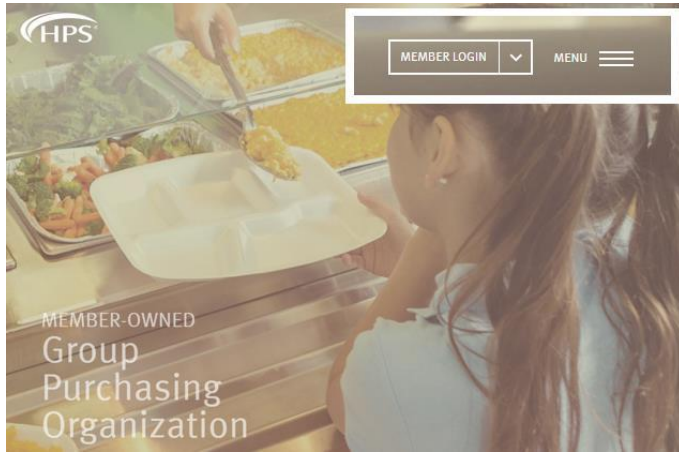 HPS
MEMBER LOGIN
MENU
MEMBER-OWNED
Group
Purchasing
Organization